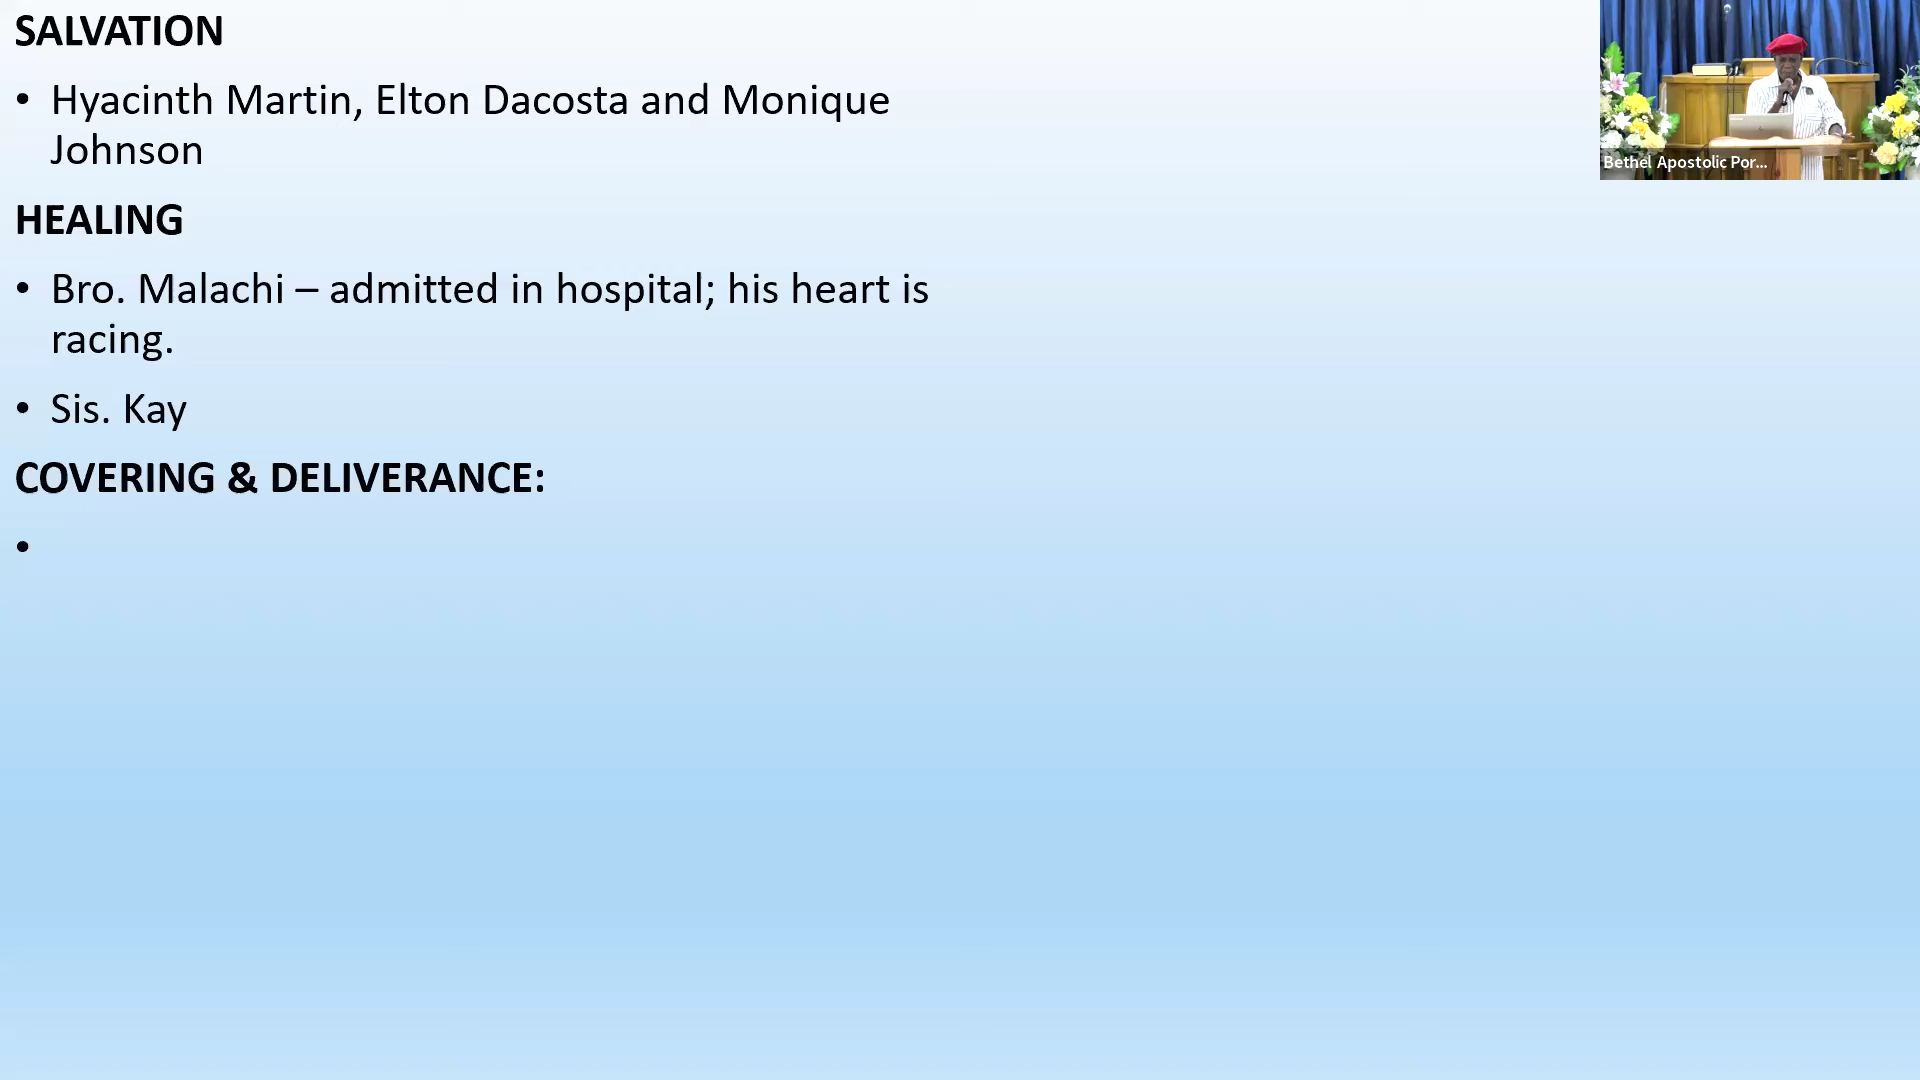 SALVATION
• Hyacinth Martin, Elton Dacosta and Monique
Johnson
HEALING
• Bro. Malachi – admitted in hospital; his heart is
racing.
• Sis. Kay
COVERING & DELIVERANCE:
•
Bethel Apostolic Por...